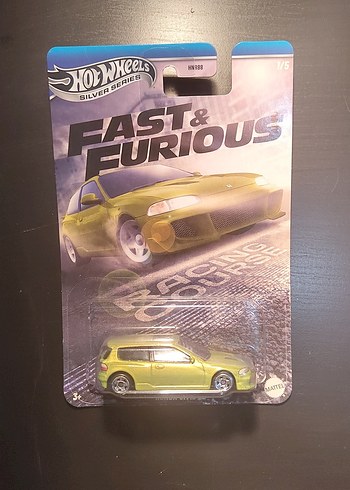 HOT WHEELS
SILVER SERIES
HNR88
1/5
FAST &
FURIOUS
RACING
COURSE
3+
MATTEL